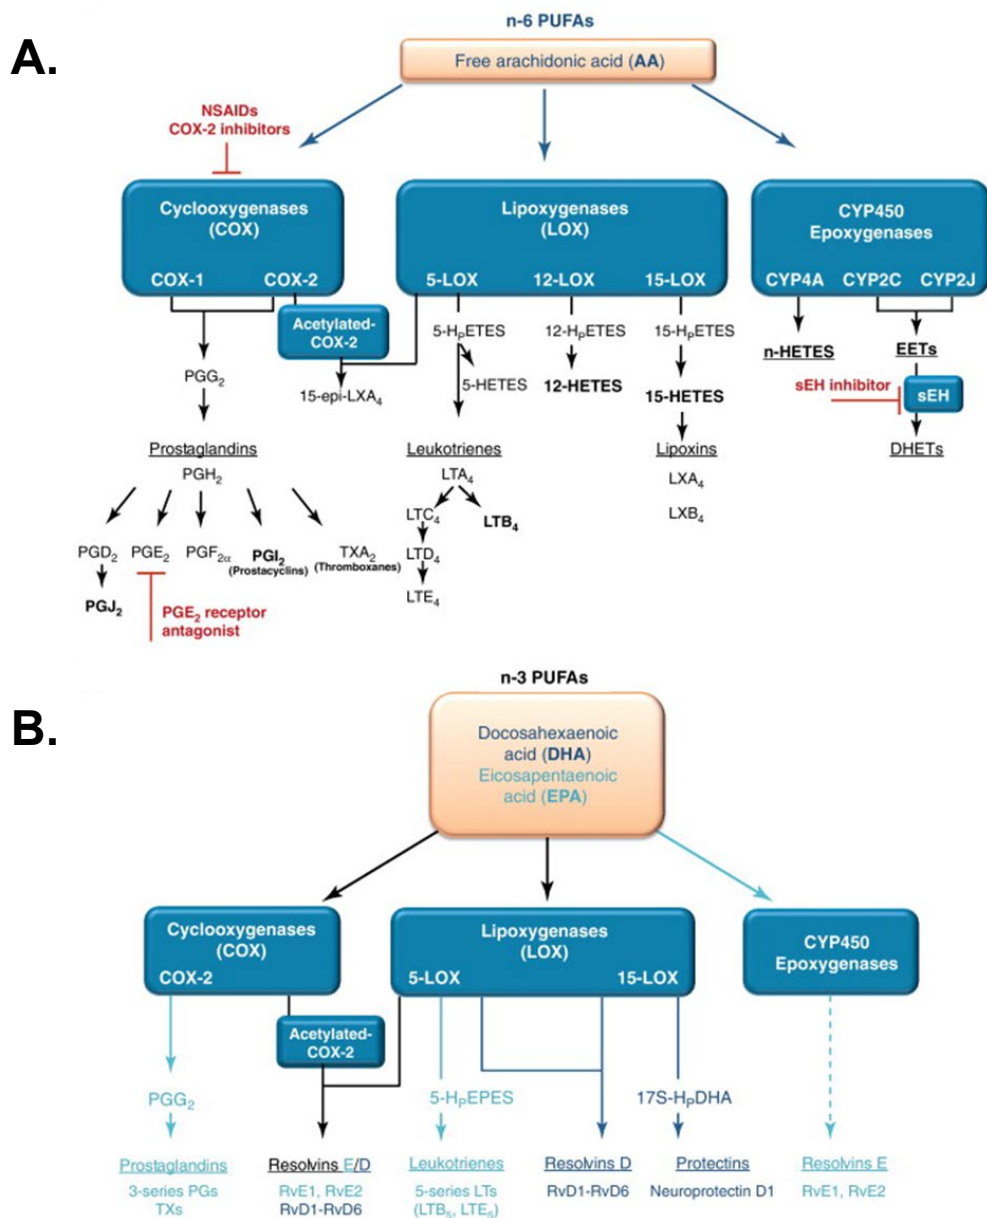 A.
n-6 PUFAs
Free arachidonic acid (AA)
NSAIDs
COX-2 inhibitors
Cyclooxygenases
(COX)
COX-1 COX-2
Lipoxygenases
(LOX)
5-LOX 12-LOX 15-LOX
CYP450
Epoxygenases
CYP4A CYP2C CYP2J
Acetylated-
COX-2
5-HPETES 12-HPETES 15-HPETES
n-HETES EETs
PGG2
15-epi-LXA4
5-HETES 12-HETES 15-HETES
sEH inhibitor sEH
Prostaglandins
PGH2
Leukotrienes
LTA4
Lipoxins
LXA4
LXB4
DHETs
LTC4 LTB4
PGD2 PGE2 PGF2α PGI2
(Prostacyclins)
TXA2
(Thromboxanes)
LTD4
LTE4
PGJ2
PGE2 receptor
antagonist
B.
n-3 PUFAs
Docosahexaenoic
acid (DHA)
Eicosapentaenoic
acid (EPA)
Cyclooxygenases
(COX)
COX-2
Lipoxygenases
(LOX)
5-LOX 15-LOX
CYP450
Epoxygenases
Acetylated-
COX-2
PGG2 5-HPEPES 17S-HPDHA
Prostaglandins
3-series PGs
TXs
Resolvins E/D
RvE1, RvE2
RvD1-RvD6
Leukotrienes
5-series LTs
(LTB5, LTE5)
Resolvins D
RvD1-RvD6
Protectins
Neuroprotectin D1
Resolvins E
RvE1, RvE2